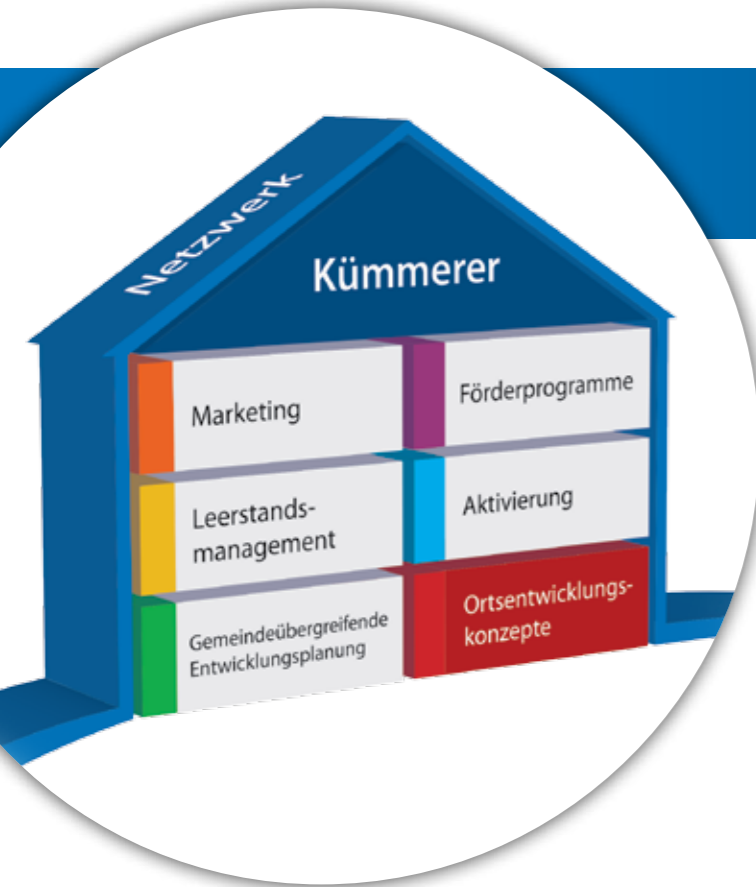 Netzwerk
Kümmerer
Marketing
Förderprogramme
Leerstands-
management
Aktivierung
Gemeindeübergreifende
Entwicklungsplanung
Ortsentwicklungs-
konzepte